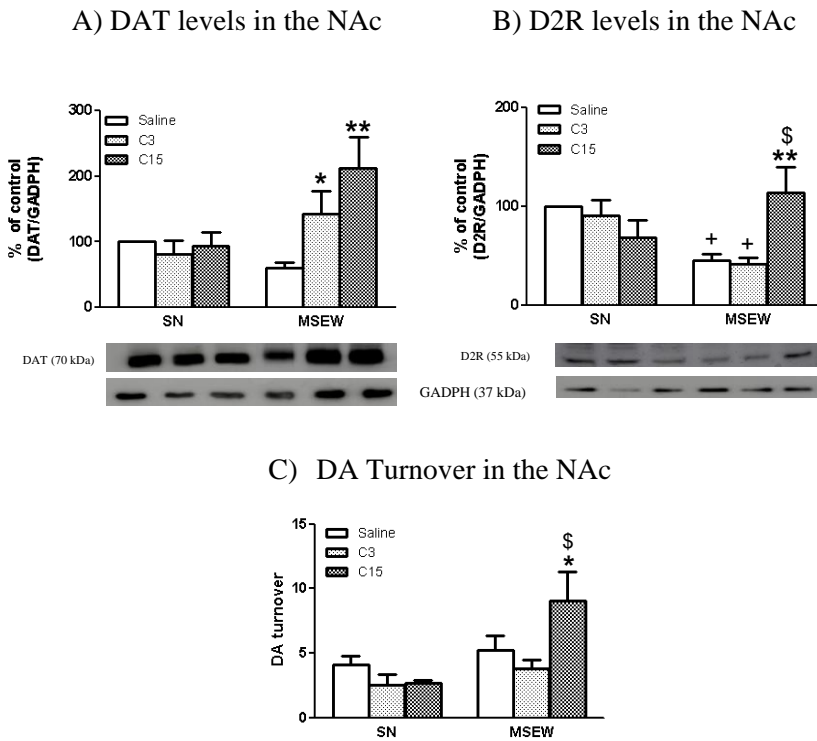 A) DAT levels in the NAc
B) D2R levels in the NAc
% of control
(DAT/GADPH)
300
200
100
0
Saline
C3
C15
*
**
SN
MSEW
% of control
(D2R/GADPH)
200
100
0
Saline
C3
C15
+
+
$
**
SN
MSEW
DAT (70 kDa)
D2R (55 kDa)
GADPH (37 kDa)
C) DA Turnover in the NAc
DA turnover
15
10
5
0
Saline
C3
C15
$
*
SN
MSEW